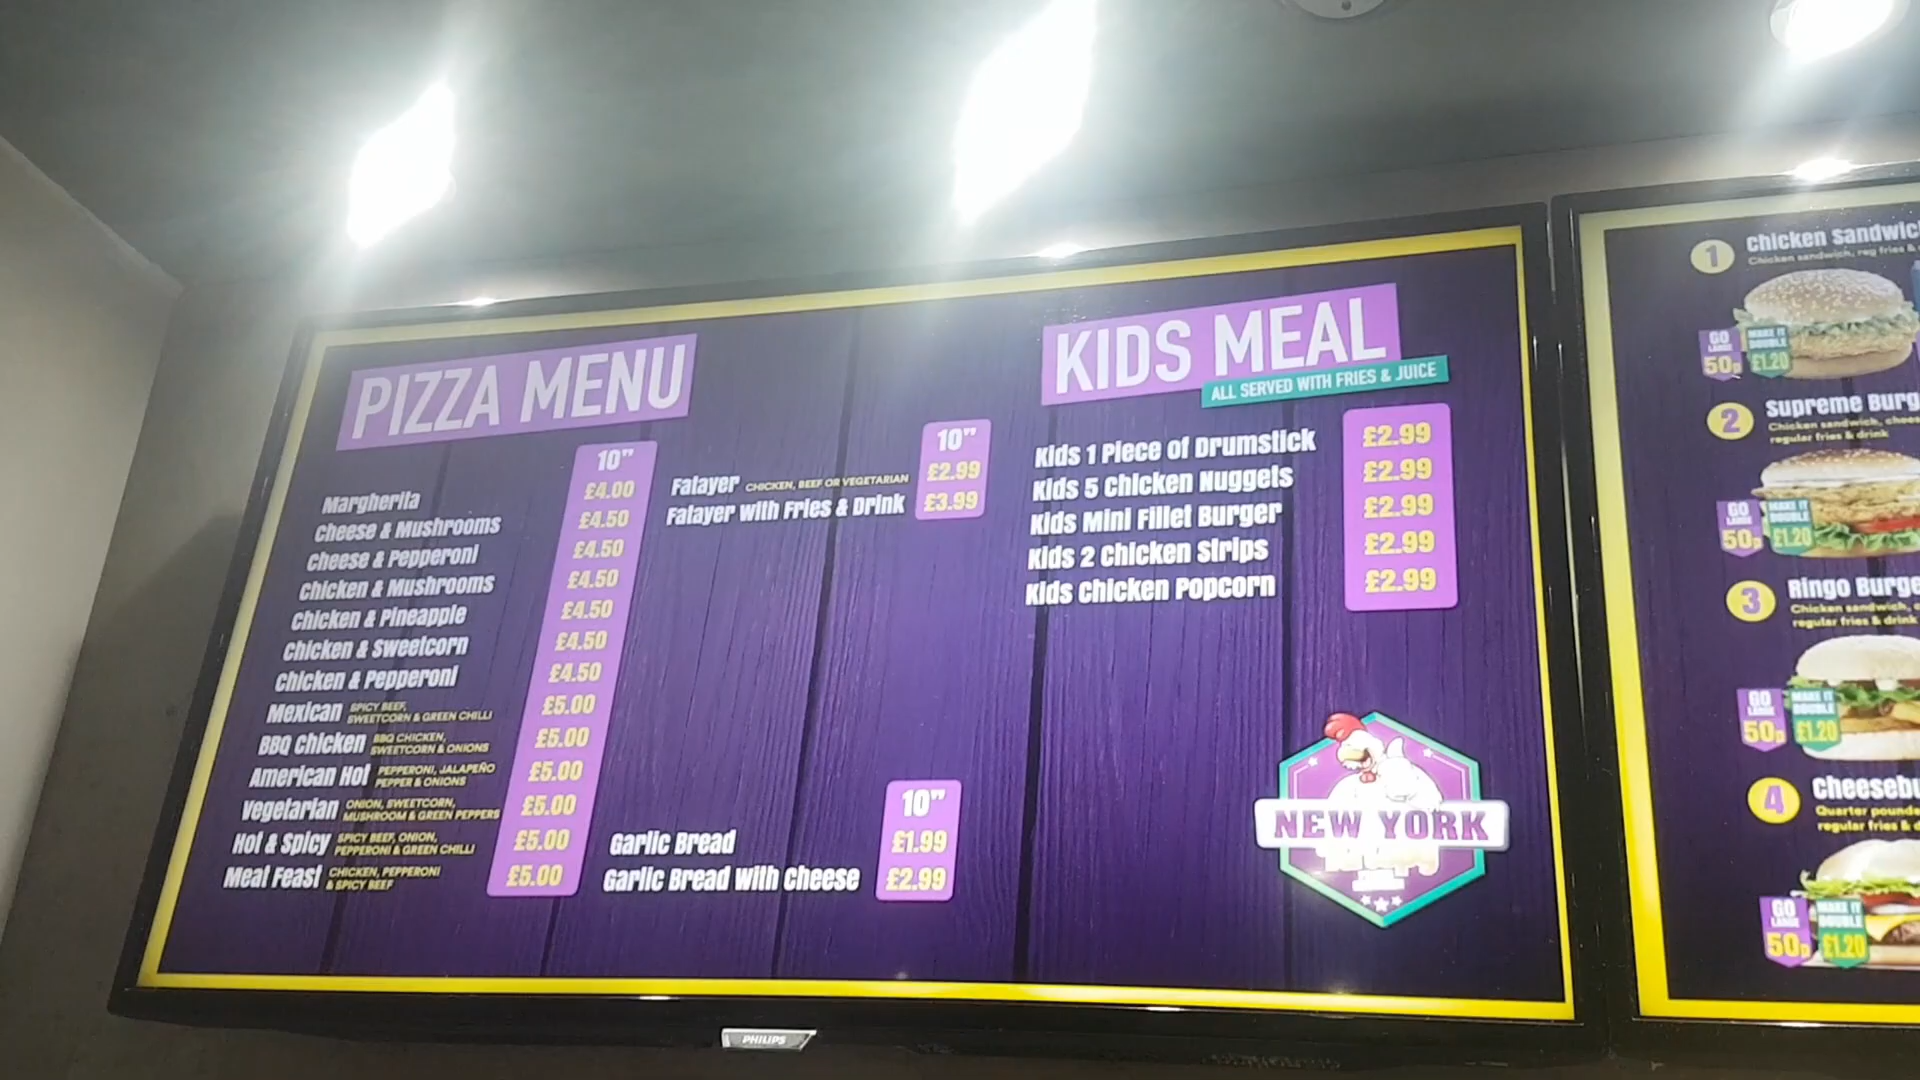 PIZZA MENU
10"
Margherita £4.00
Cheese & Mushrooms £4.50
Cheese & Pepperoni £4.50
Chicken & Mushrooms £4.50
Chicken & Pineapple £4.50
Chicken & Sweetcorn £4.50
Chicken & Pepperoni £4.50
Mexican SPICY BEEF, SWEETCORN & GREEN CHILLI £5.00
BBQ Chicken BBQ CHICKEN, SWEETCORN & ONIONS £5.00
American Hot PEPPERONI, JALAPEÑO PEPPER & ONIONS £5.00
Vegetarian ONION, SWEETCORN, MUSHROOM & GREEN PEPPERS £5.00
Hot & Spicy SPICY BEEF, ONION, PEPPERONI & GREEN CHILLI £5.00
Meat Feast CHICKEN, PEPPERONI & SPICY BEEF £5.00
10"
Fatayer CHICKEN, BEEF OR VEGETARIAN £2.99
Fatayer with Fries & Drink £3.99
10"
Garlic Bread £1.99
Garlic Bread With Cheese £2.99
KIDS MEAL
ALL SERVED WITH FRIES & JUICE
Kids 1 Piece of Drumstick £2.99
Kids 5 Chicken Nuggets £2.99
Kids Mini Fillet Burger £2.99
Kids 2 Chicken Strips £2.99
Kids Chicken Popcorn £2.99
NEW YORK
PHILIPS
1 Chicken Sandwic
Chicken sandwich, reg fries &
GO LARGE 50p
MAKE IT DOUBLE £1.20
2 Supreme Burg
Chicken sandwich, chees
regular fries & drink
GO LARGE 50p
MAKE IT DOUBLE £1.20
3 Ringo Burge
Chicken sandwich,
regular fries & drink
GO LARGE 50p
MAKE IT DOUBLE £1.20
4 Cheesebu
Quarter pounde
regular fries & d
GO LARGE 50p
MAKE IT DOUBLE £1.20